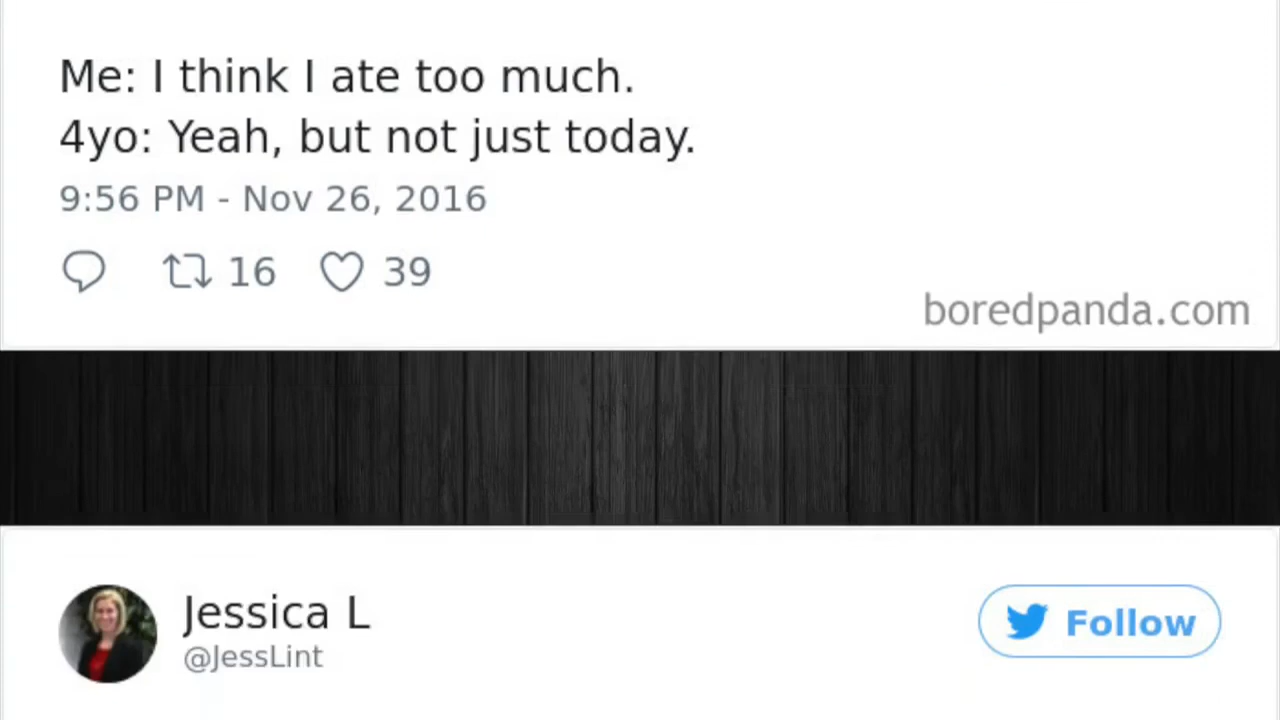 Me: I think I ate too much.
4yo: Yeah, but not just today.
9:56 PM - Nov 26, 2016
16 39
boredpanda.com
Jessica L
Follow
@JessLint